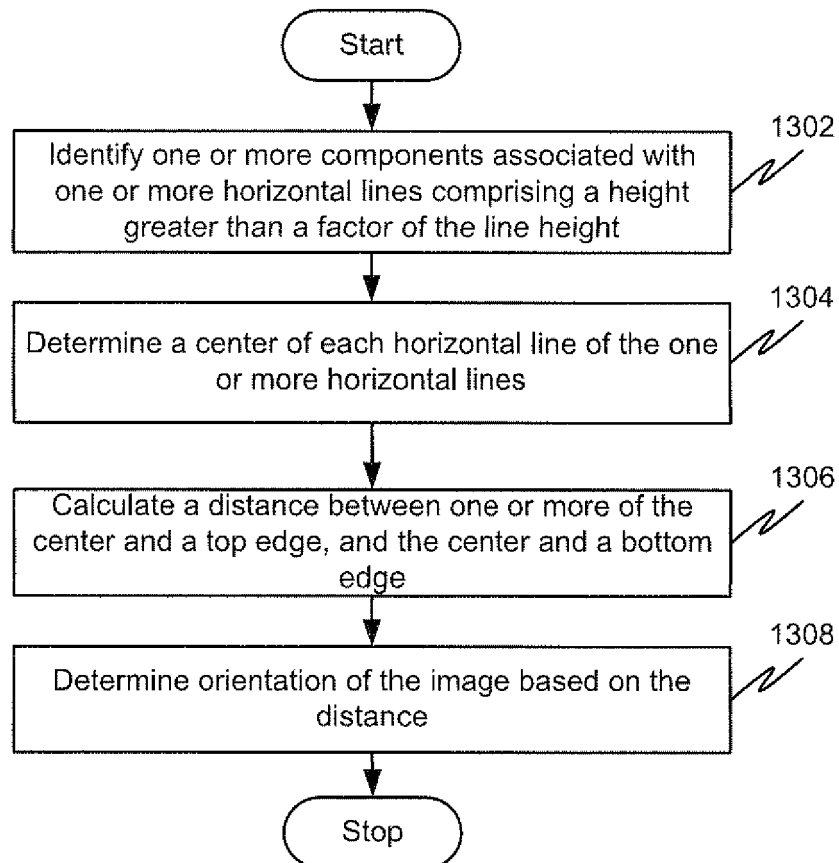 Start
1302
Identify one or more components associated with
one or more horizontal lines comprising a height
greater than a factor of the line height
1304
Determine a center of each horizontal line of the one
or more horizontal lines
1306
Calculate a distance between one or more of the
center and a top edge, and the center and a bottom
edge
1308
Determine orientation of the image based on the
distance
Stop